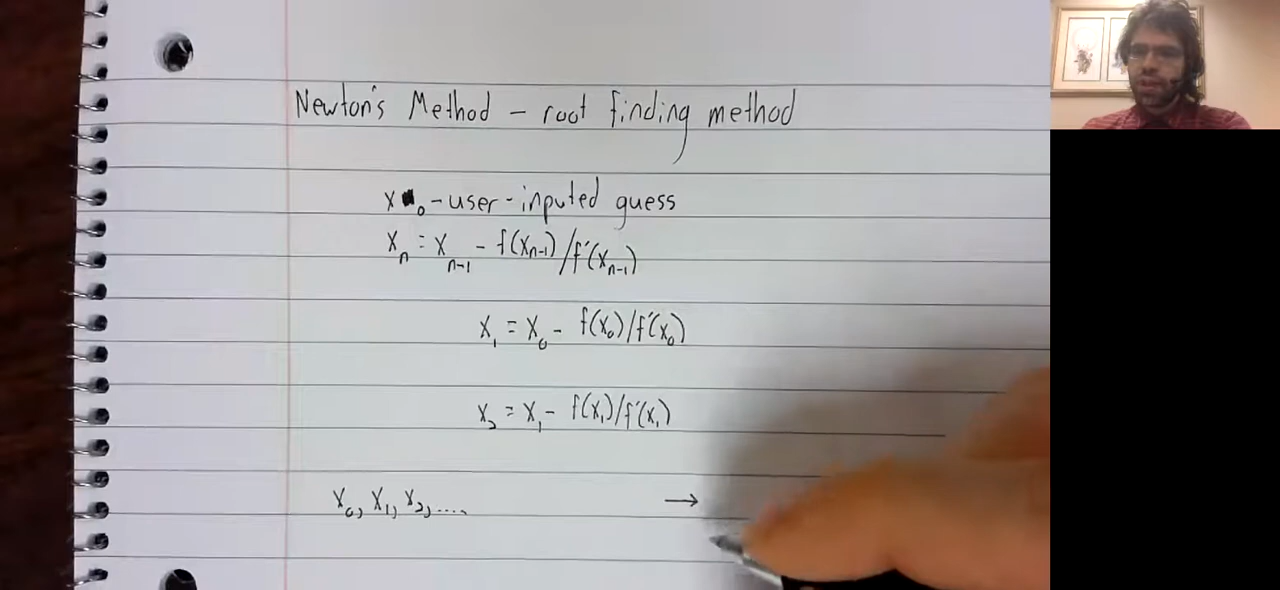 Newton's Method – root finding method
x₀ – user-inputed guess
xₙ = xₙ₋₁ – f(xₙ₋₁)/f'(xₙ₋₁)
x₁ = x₀ – f(x₀)/f'(x₀)
x₂ = x₁ – f(x₁)/f'(x₁)
x₀, x₁, x₂, .... →